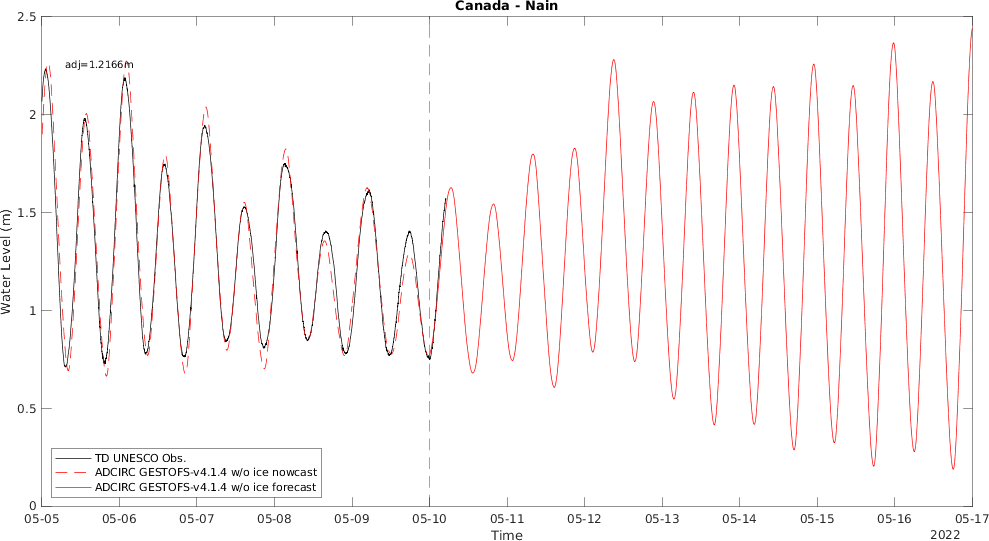 Canada - Nain
adj=1.2166m
2.5
2
1.5
1
0.5
0
Water Level (m)
TD UNESCO Obs.
ADCIRC GESTOFS-v4.1.4 w/o ice nowcast
ADCIRC GESTOFS-v4.1.4 w/o ice forecast
05-05 05-06 05-07 05-08 05-09 05-10 05-11 05-12 05-13 05-14 05-15 05-16 05-17
Time
2022